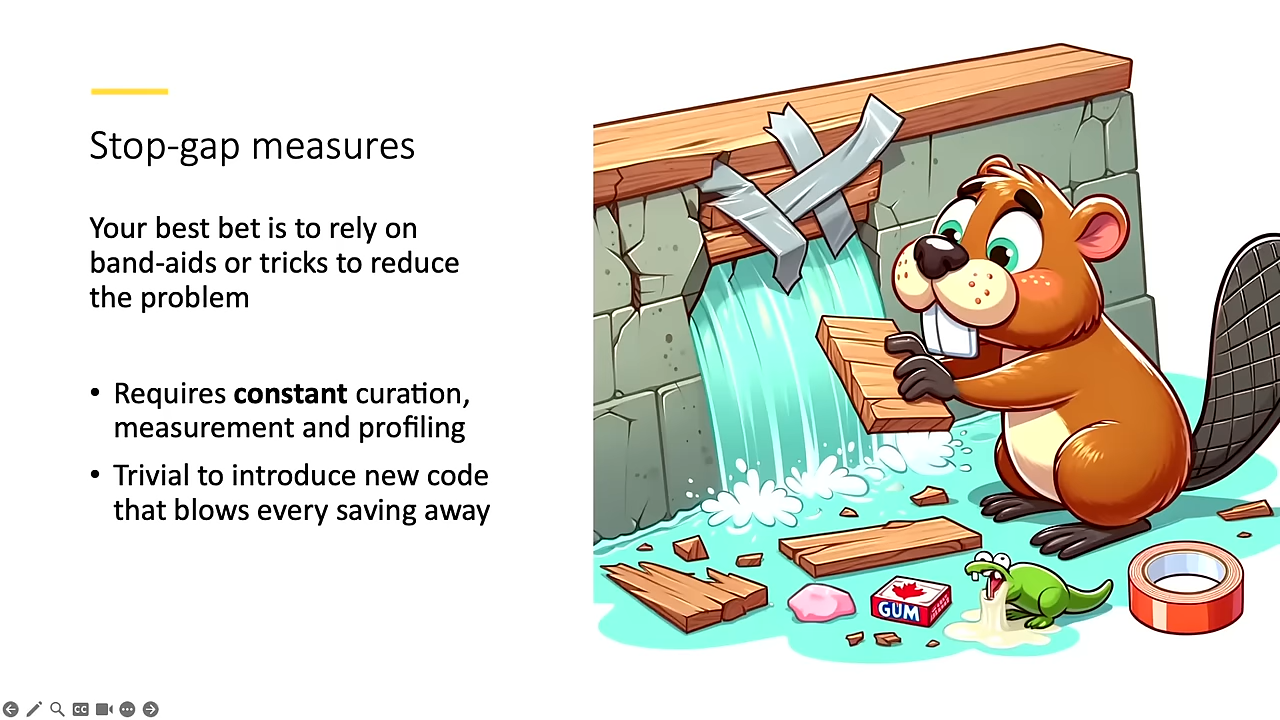 Stop-gap measures
Your best bet is to rely on
band-aids or tricks to reduce
the problem
• Requires constant curation,
measurement and profiling
• Trivial to introduce new code
that blows every saving away
GUM
CC